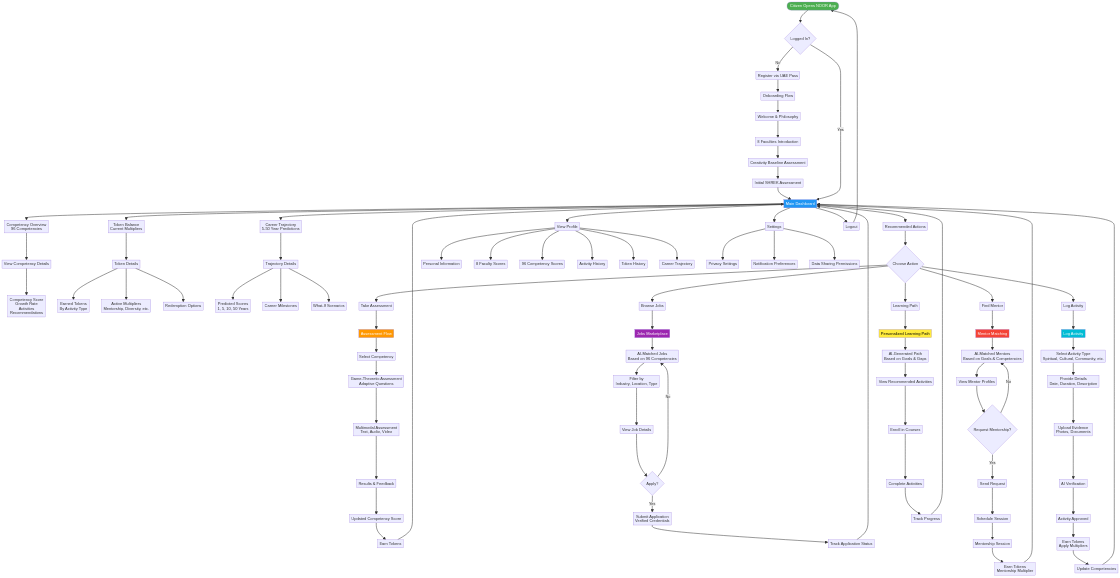 Citizen Opens NOOR App
Logged In?
No
Yes
Register via UAE Pass
Onboarding Flow
Welcome & Philosophy
8 Faculties Introduction
Creativity Baseline Assessment
Initial Assessment
Main Dashboard
Competency Overview
96 Competencies
Token Balance
Current Multipliers
Career Trajectory
1-10 Year Predictions
View Profile
Settings
Logout
Recommended Actions
View Competency Details
Token Details
Trajectory Details
Personal Information
8 Faculty Scores
96 Competency Scores
Activity History
Token History
Career Trajectory
Privacy Settings
Notification Preferences
Data Sharing Permissions
Choose Action
Competency Score
Growth Rate
Activities
Recommendations
Earned Tokens
By Activity Type
Active Multipliers
Mentorship, Diversity, etc.
Redemption Options
Predicted Scores
1, 3, 10, 30 Years
Career Milestones
What-If Scenarios
Take Assessment
Browse Jobs
Learning Path
Find Mentor
Log Activity
Assessment Flow
Jobs Marketplace
Personalized Learning Path
Mentor Matching
Log Activity
Select Competency
AI-Matched Jobs
Based on 96 Competencies
AI-Generated Path
Based on Goals & Gaps
AI-Matched Mentors
Based on Goals & Competencies
Select Activity Type
Spiritual, Cultural, Community, etc.
Game-Theoretic Assessment
Adaptive Questions
Filter by
Industry, Location, Type
No
View Recommended Activities
View Mentor Profiles
No
Provide Details
Date, Duration, Description
Multimodal Assessment
Text, Audio, Video
View Job Details
Enroll in Courses
Request Mentorship?
Upload Evidence
Photos, Documents
Yes
Results & Feedback
Apply?
Complete Activities
Send Request
AI Verification
Yes
Updated Competency Score
Submit Application
Verified Credentials
Track Progress
Schedule Session
Activity Approved
Earn Tokens
Track Application Status
Mentorship Session
Earn Tokens
Apply Multipliers
Earn Tokens
Mentorship Multiplier
Update Competencies